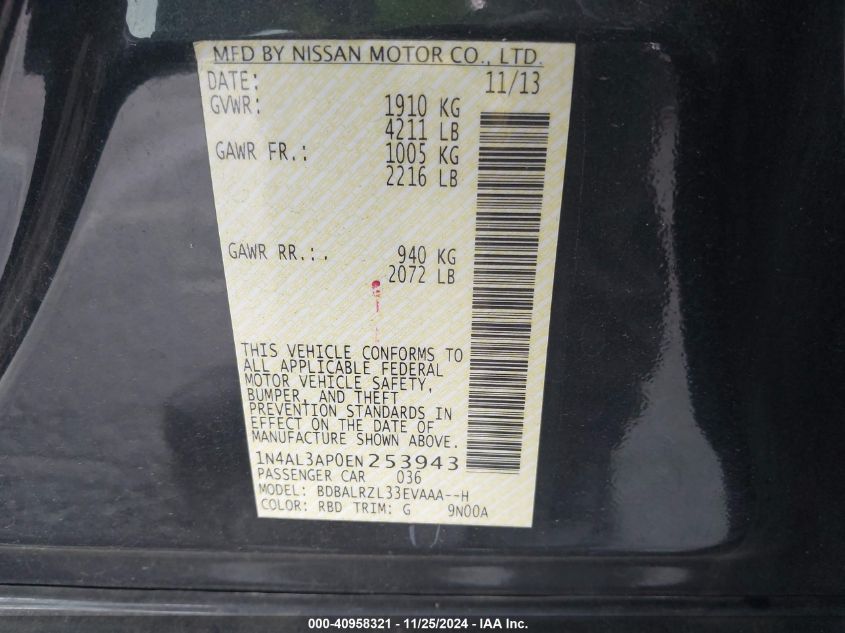 MFD BY NISSAN MOTOR CO., LTD.
DATE: 11/13
GVWR: 1910 KG
4211 LB
GAWR FR.: 1005 KG
2216 LB
GAWR RR.:. 940 KG
2072 LB
THIS VEHICLE CONFORMS TO
ALL APPLICABLE FEDERAL
MOTOR VEHICLE SAFETY,
BUMPER, AND THEFT
PREVENTION STANDARDS IN
EFFECT ON THE DATE OF
MANUFACTURE SHOWN ABOVE.
1N4AL3AP0EN253943
PASSENGER CAR 036
MODEL: BDBALRZL33EVAAA--H
COLOR: RBD TRIM: G 9N00A
000-40958321 - 11/25/2024 - IAA Inc.